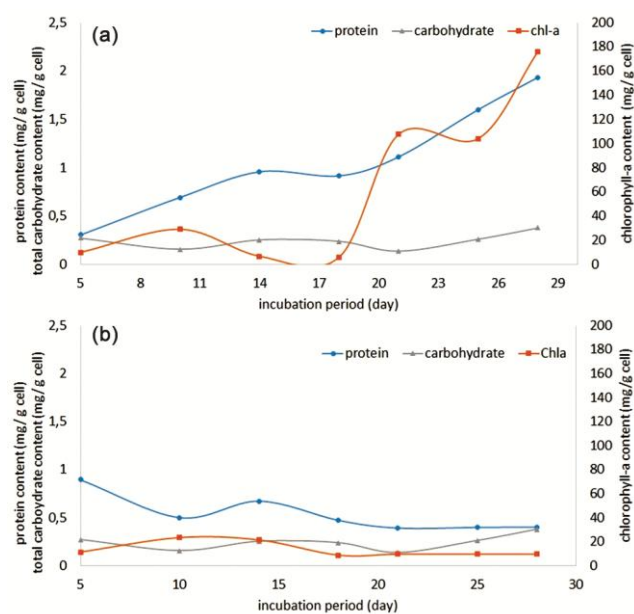 (a)
protein carbohydrate chl-a
2,5
2
1,5
1
0,5
0
200
180
160
140
120
100
80
60
40
20
0
protein content (mg/ g cell)
total carbohydrate content (mg/g cell)
chlorophyll-a content (mg/g cell)
5 8 11 14 17 20 23 26 29
incubation period (day)
(b)
protein carbohydrate Chla
2,5
2
1,5
1
0,5
0
200
180
160
140
120
100
80
60
40
20
0
protein content (mg/ g cell)
total carboydrate content (mg/g cell)
chlorophyll-a content (mg/g cell)
5 10 15 20 25 30
incubation period (day)